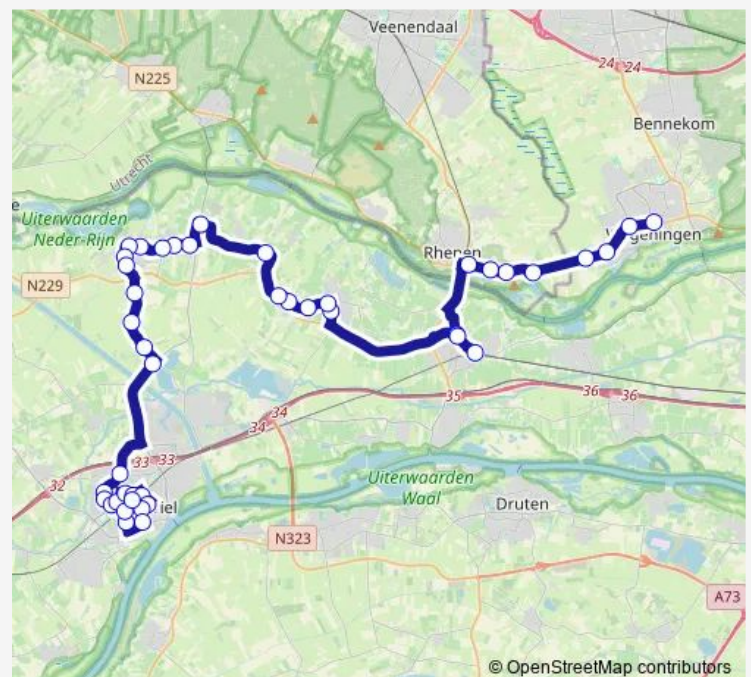 Veenendaal
24 24
N225
Bennekom
Utrecht
Uiterwaarden
Neder-Rijn
Rhenen
geningen
N229
35
36 36
34
34
33 33
32
Uiterwaarden
Waal
iel
Druten
N323
A73
© OpenStreetMap contributors